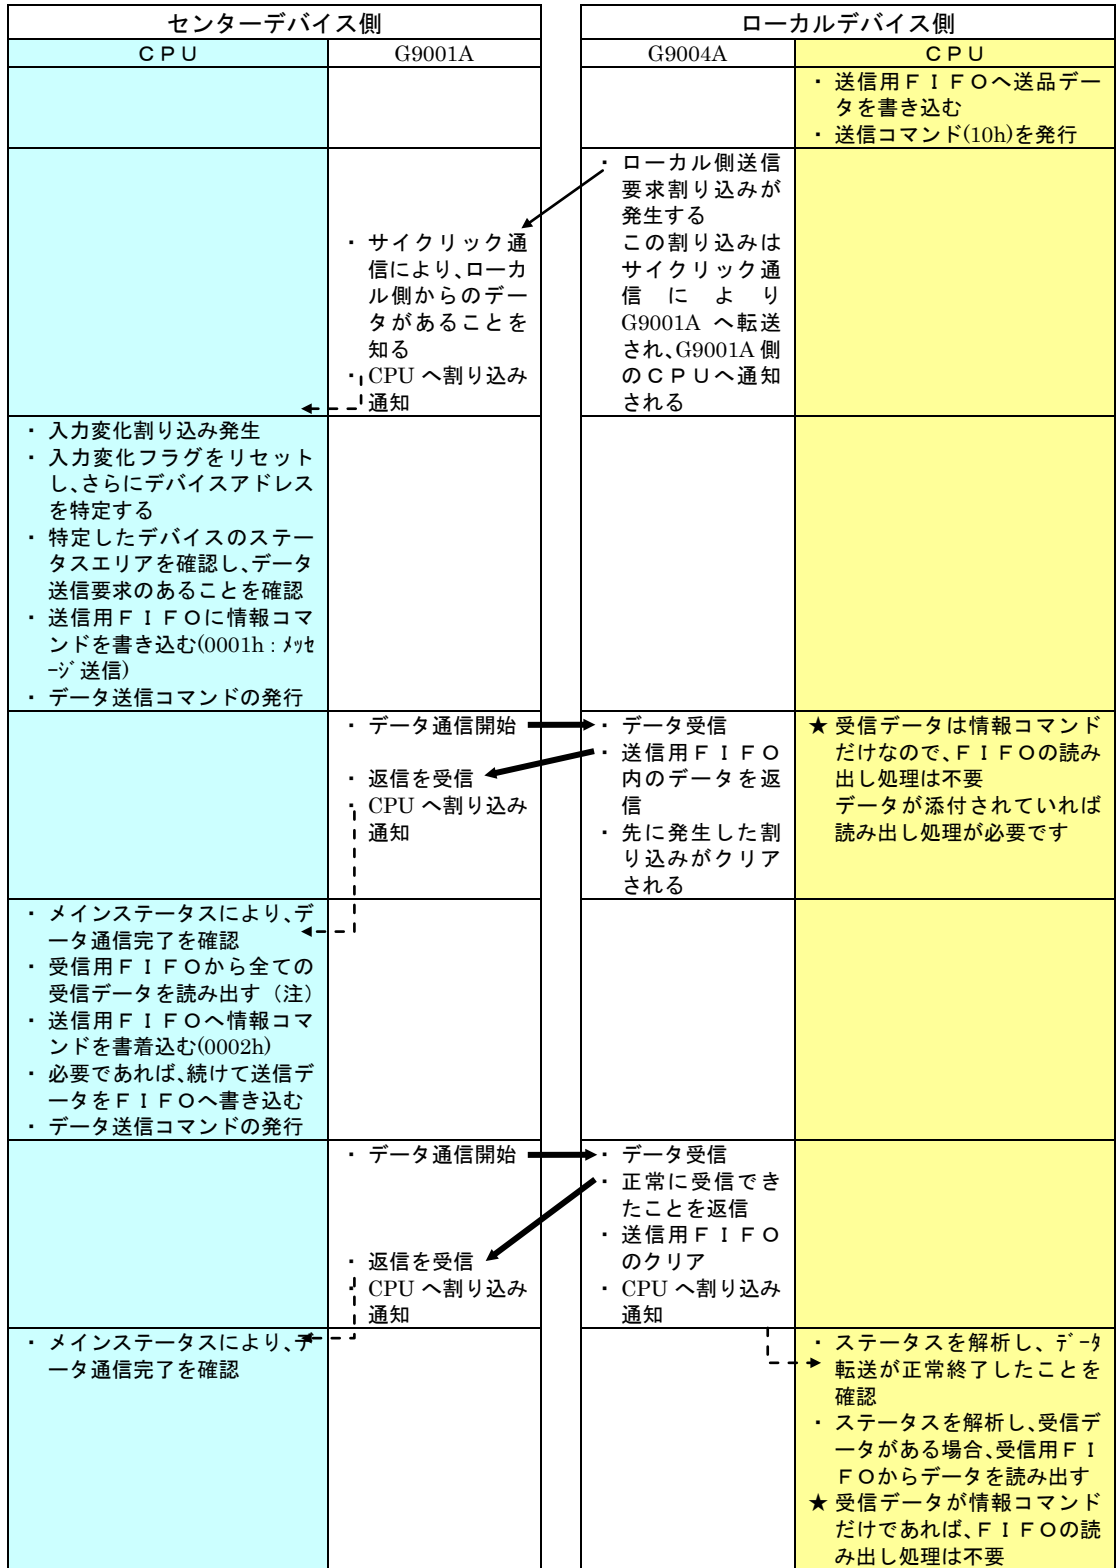 センターデバイス側
ローカルデバイス側
ＣＰＵ
G9001A
G9004A
ＣＰＵ
・ 送信用ＦＩＦＯへ送品デー
タを書き込む
・ 送信コマンド(10h)を発行
・ ローカル側送信
要求割り込みが
発生する
この割り込みは
サイクリック通
信により
G9001A へ転送
され、G9001A 側
のＣＰＵへ通知
される
・ サイクリック通
信により、ローカ
ル側からのデー
タがあることを
知る
・ CPU へ割り込み
通知
・ 入力変化割り込み発生
・ 入力変化フラグをリセット
し、さらにデバイスアドレス
を特定する
・ 特定したデバイスのステー
タスエリアを確認し、データ
送信要求のあることを確認
・ 送信用ＦＩＦＯに情報コマ
ンドを書き込む(0001h : ﾒｯｾ
ｰｼﾞ送信)
・ データ送信コマンドの発行
・ データ通信開始
・ 返信を受信
・ CPU へ割り込み
通知
・ データ受信
・ 送信用ＦＩＦＯ
内のデータを返
信
・ 先に発生した割
り込みがクリア
される
★ 受信データは情報コマンド
だけなので、ＦＩＦＯの読み
出し処理は不要
データが添付されていれば
読み出し処理が必要です
・ メインステータスにより、デ
ータ通信完了を確認
・ 受信用ＦＩＦＯから全ての
受信データを読み出す（注）
・ 送信用ＦＩＦＯへ情報コマ
ンドを書着込む(0002h)
・ 必要であれば、続けて送信デ
ータをＦＩＦＯへ書き込む
・ データ送信コマンドの発行
・ データ通信開始
・ 返信を受信
・ CPU へ割り込み
通知
・ データ受信
・ 正常に受信でき
たことを返信
・ 送信用ＦＩＦＯ
のクリア
・ CPU へ割り込み
通知
・ メインステータスにより、デ
ータ通信完了を確認
・ ステータスを解析し、ﾃﾞｰﾀ
転送が正常終了したことを
確認
・ ステータスを解析し、受信デ
ータがある場合、受信用ＦＩ
ＦＯからデータを読み出す
★ 受信データが情報コマンド
だけであれば、ＦＩＦＯの読
み出し処理は不要